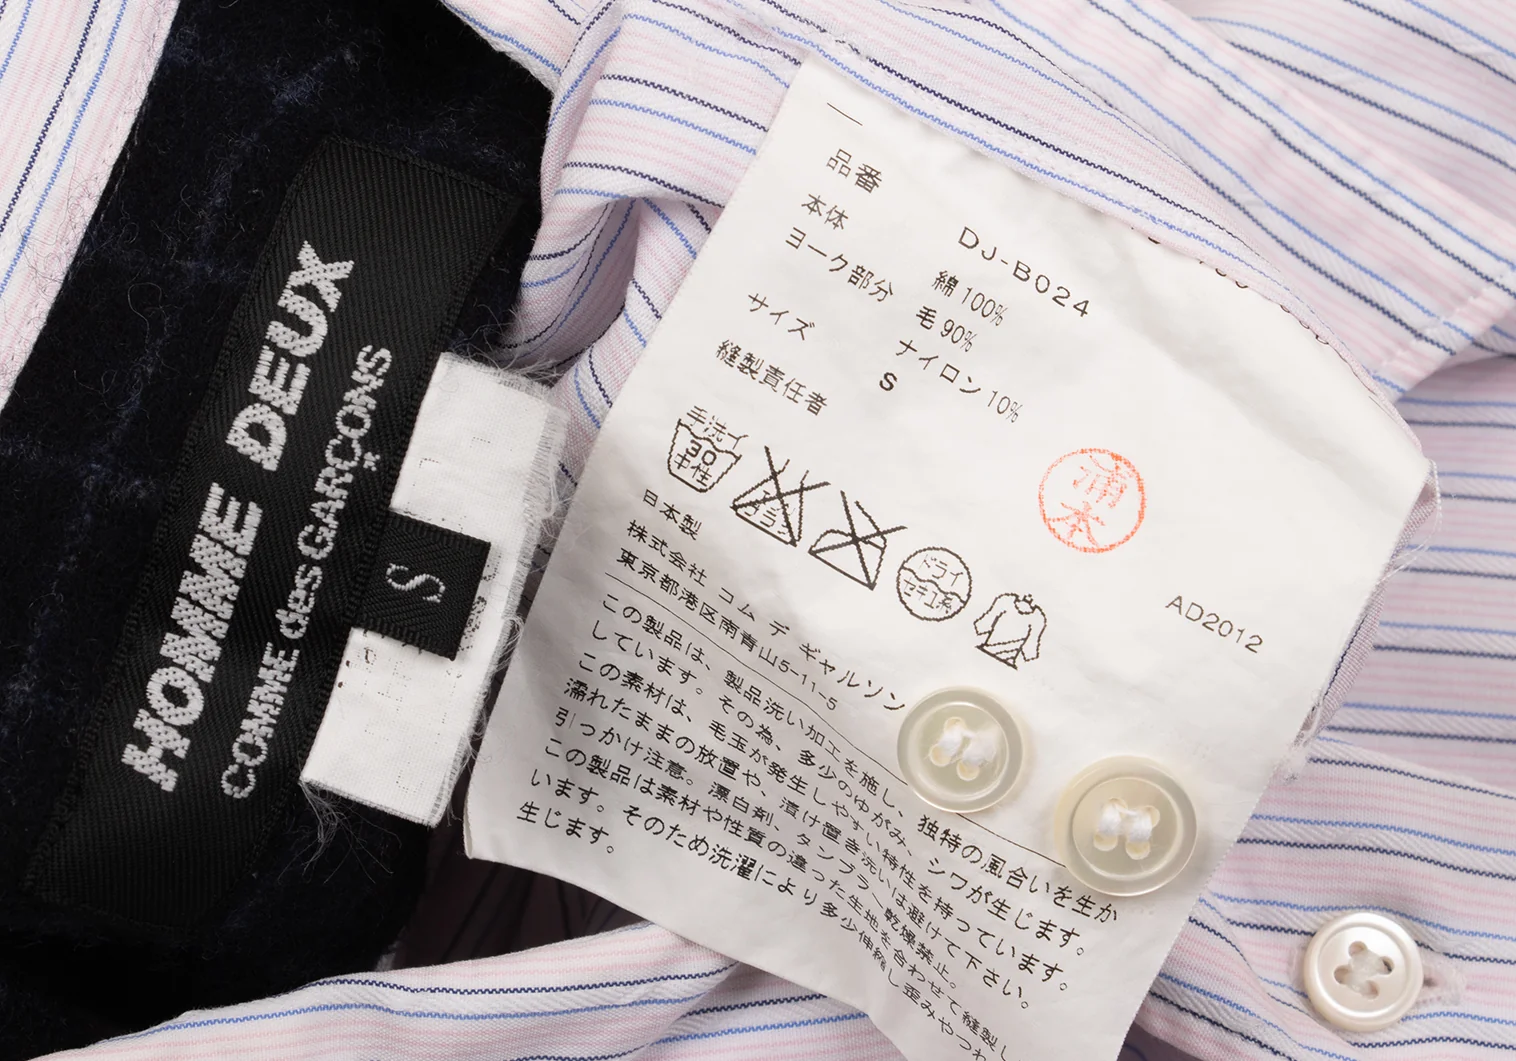 HOMME DEUX
COMME des GARÇONS
S
品番 DJ-B024
本体 綿 100%
ヨーク部分 毛 90%
ナイロン 10%
サイズ S
縫製責任者
浦本
手洗イ
30
中性
ドライ
日本製
AD2012
株式会社 コム デ ギャルソン
東京都港区南青山5-11-5
この製品は、製品洗い加工を施し、独特の風合いを生か
しています。その為、多少のゆがみ、シワが生じます。
この素材は、毛玉が発生しやすい特性を持っています。
濡れたままの放置や、漬け置き洗いは避けて下さい。
引っかけ注意。漂白剤、タンブラー乾燥禁止。
この製品は素材や性質の違った生地を合わせて縫製し
います。そのため洗濯により多少伸縮し歪みやつれ
生じます。